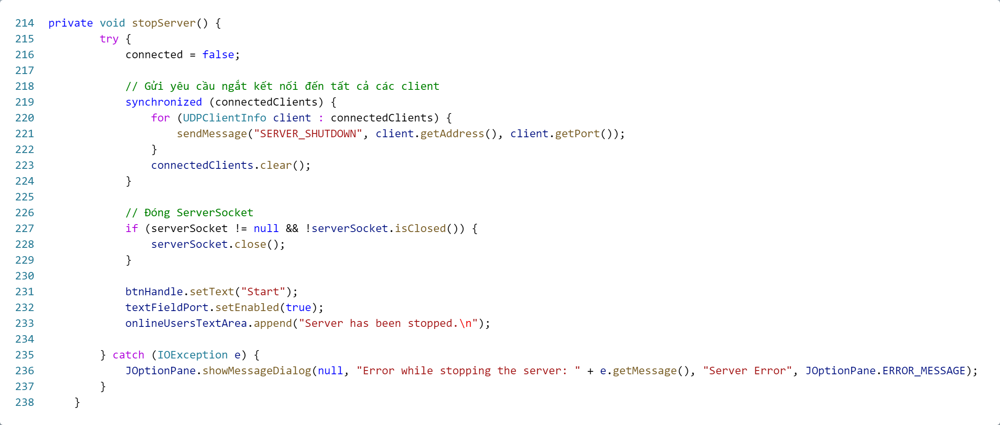 214 private void stopServer() {
215 try {
216 connected = false;
217
218 // Gửi yêu cầu ngắt kết nối đến tất cả các client
219 synchronized (connectedClients) {
220 for (UDPClientInfo client : connectedClients) {
221 sendMessage("SERVER_SHUTDOWN", client.getAddress(), client.getPort());
222 }
223 connectedClients.clear();
224 }
225
226 // Đóng ServerSocket
227 if (serverSocket != null && !serverSocket.isClosed()) {
228 serverSocket.close();
229 }
230
231 btnHandle.setText("Start");
232 textFieldPort.setEnabled(true);
233 onlineUsersTextArea.append("Server has been stopped.\n");
234
235 } catch (IOException e) {
236 JOptionPane.showMessageDialog(null, "Error while stopping the server: " + e.getMessage(), "Server Error", JOptionPane.ERROR_MESSAGE);
237 }
238 }